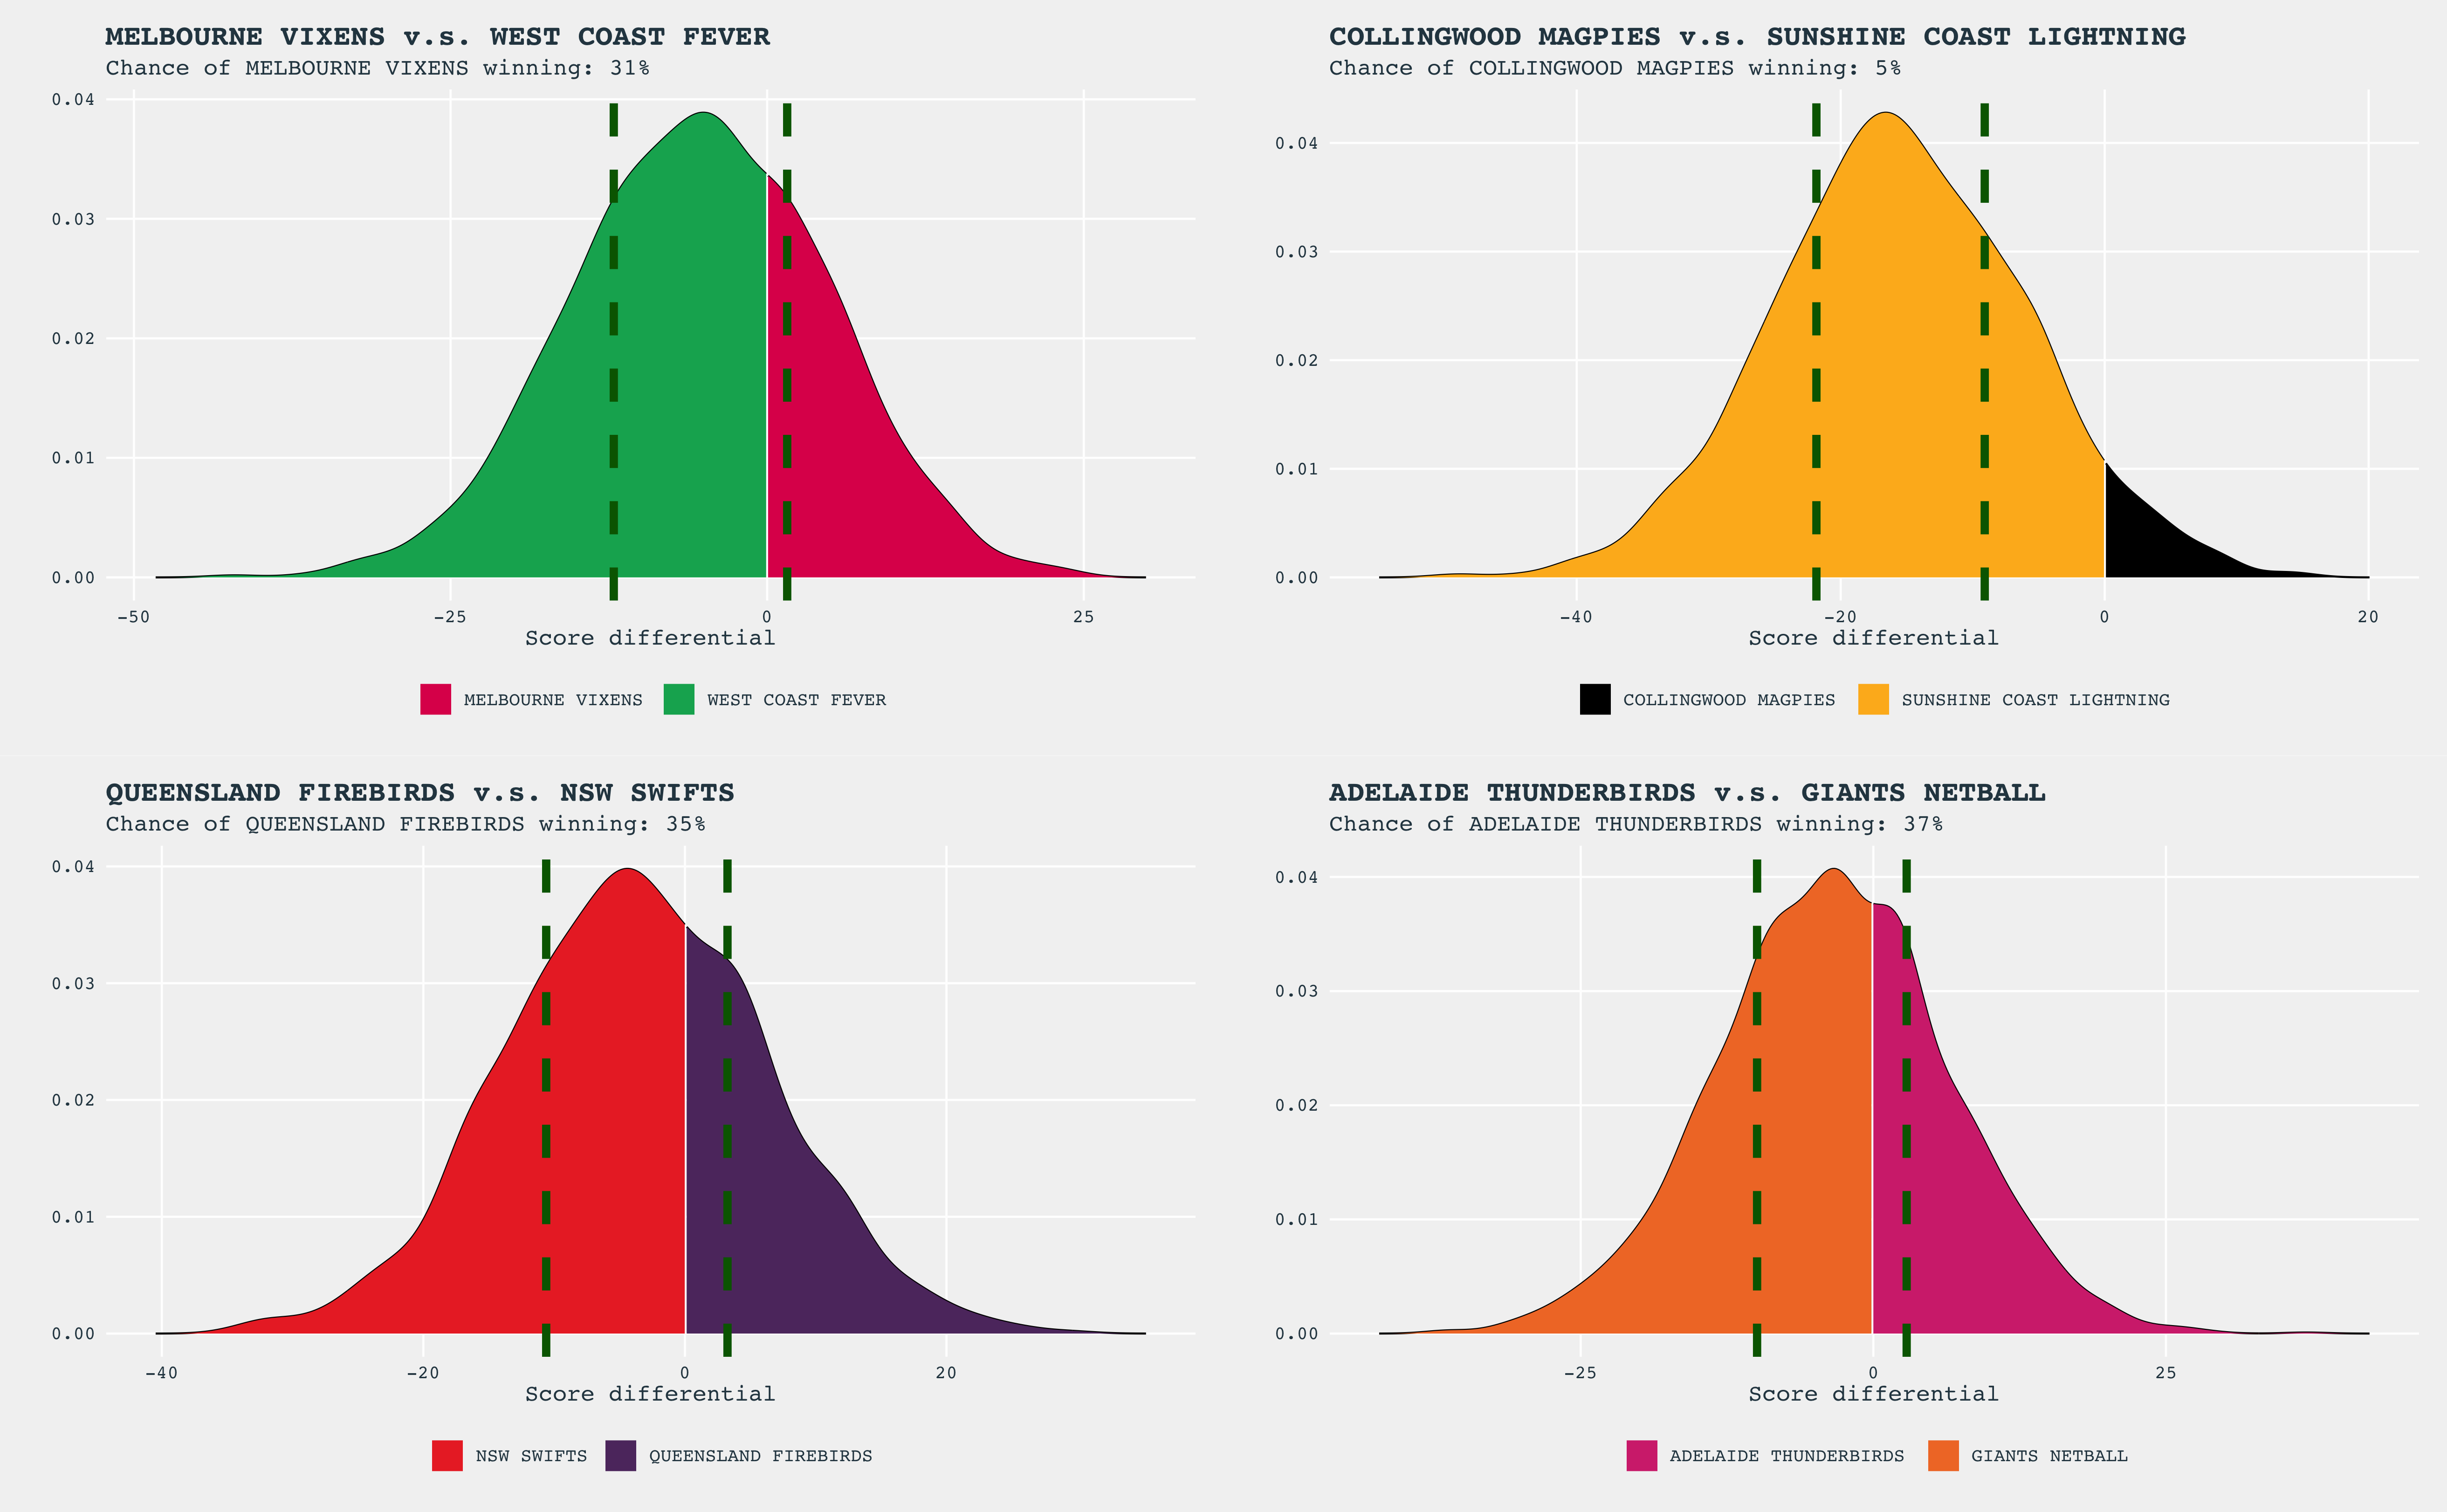 MELBOURNE VIXENS v.s. WEST COAST FEVER
Chance of MELBOURNE VIXENS winning: 31%
0.04
0.03
0.02
0.01
0.00
-50 -25 0 25
Score differential
MELBOURNE VIXENS WEST COAST FEVER
COLLINGWOOD MAGPIES v.s. SUNSHINE COAST LIGHTNING
Chance of COLLINGWOOD MAGPIES winning: 5%
0.04
0.03
0.02
0.01
0.00
-40 -20 0 20
Score differential
COLLINGWOOD MAGPIES SUNSHINE COAST LIGHTNING
QUEENSLAND FIREBIRDS v.s. NSW SWIFTS
Chance of QUEENSLAND FIREBIRDS winning: 35%
0.04
0.03
0.02
0.01
0.00
-40 -20 0 20
Score differential
NSW SWIFTS QUEENSLAND FIREBIRDS
ADELAIDE THUNDERBIRDS v.s. GIANTS NETBALL
Chance of ADELAIDE THUNDERBIRDS winning: 37%
0.04
0.03
0.02
0.01
0.00
-25 0 25
Score differential
ADELAIDE THUNDERBIRDS GIANTS NETBALL